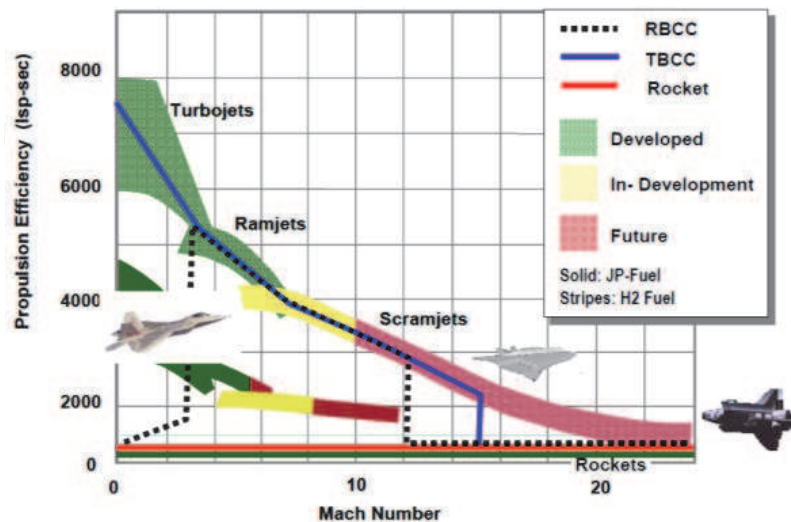 RBCC
TBCC
Rocket
Developed
In- Development
Future
Solid: JP-Fuel
Stripes: H2 Fuel
Propulsion Efficiency (Isp-sec)
8000
6000
4000
2000
0
Turbojets
Ramjets
Scramjets
Rockets
0
10
20
Mach Number